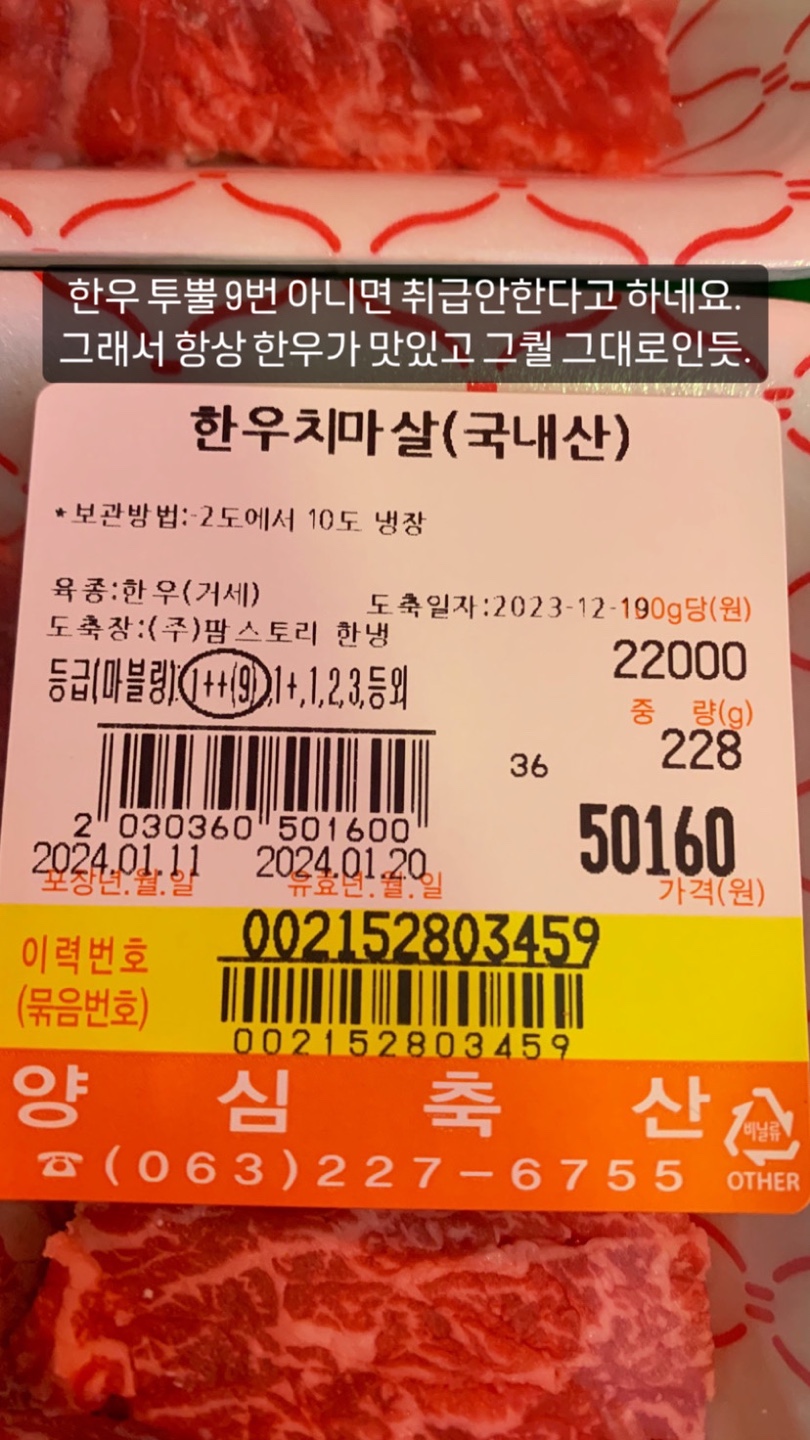 한우 투뿔 9번 아니면 취급안한다고 하네요.
그래서 항상 한우가 맛있고 그퀄 그대로인듯.
한우치마살(국내산)
*보관방법:-2도에서 10도 냉장
육종:한우(거세)
도축일자:2023-12-19
100g당(원)
도축장:(주)팜스토리 한냉
22000
등급(마블링):1++(9),1+,1,2,3,등외
중 량(g)
228
36
2 030360 501600
50160
2024.01.11 2024.01.20
포장년.월.일 유효년.월.일
가격(원)
002152803459
이력번호
(묶음번호)
002152803459
양심축산
비닐류
OTHER
☎(063)227-6755